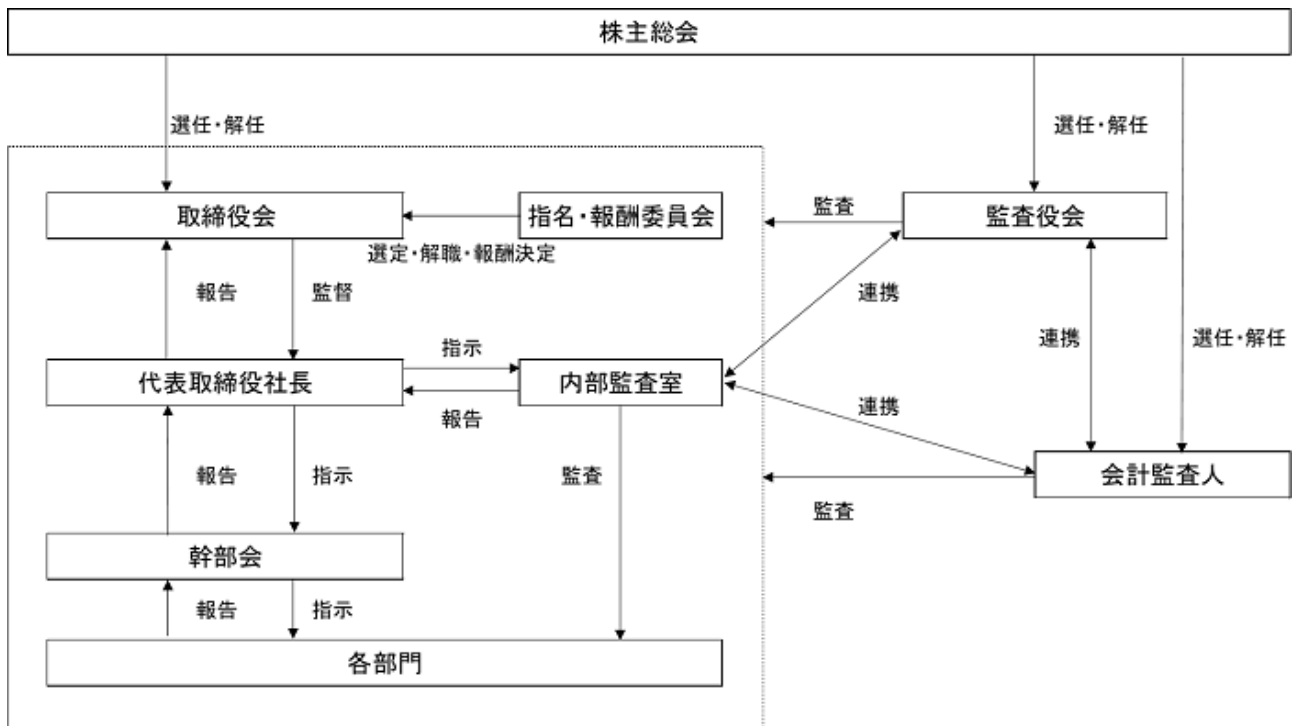 株主総会
選任・解任
選任・解任
取締役会
指名・報酬委員会
監査
監査役会
選定・解職・報酬決定
報告
監督
連携
連携
選任・解任
指示
代表取締役社長
内部監査室
報告
連携
報告
指示
監査
会計監査人
監査
幹部会
報告
指示
各部門